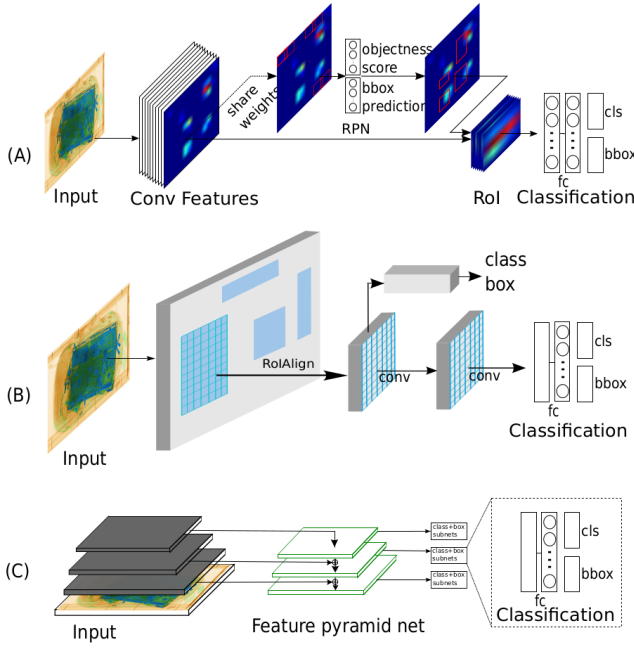 objectness
score
bbox
prediction
share
weights
RPN
cls
bbox
(A)
fc
Input
Conv Features
RoI
Classification
class
box
RoIAlign
conv
conv
cls
bbox
(B)
fc
Input
Classification
class+box
subnets
class+box
subnets
class+box
subnets
cls
bbox
(C)
fc
Classification
Input
Feature pyramid net